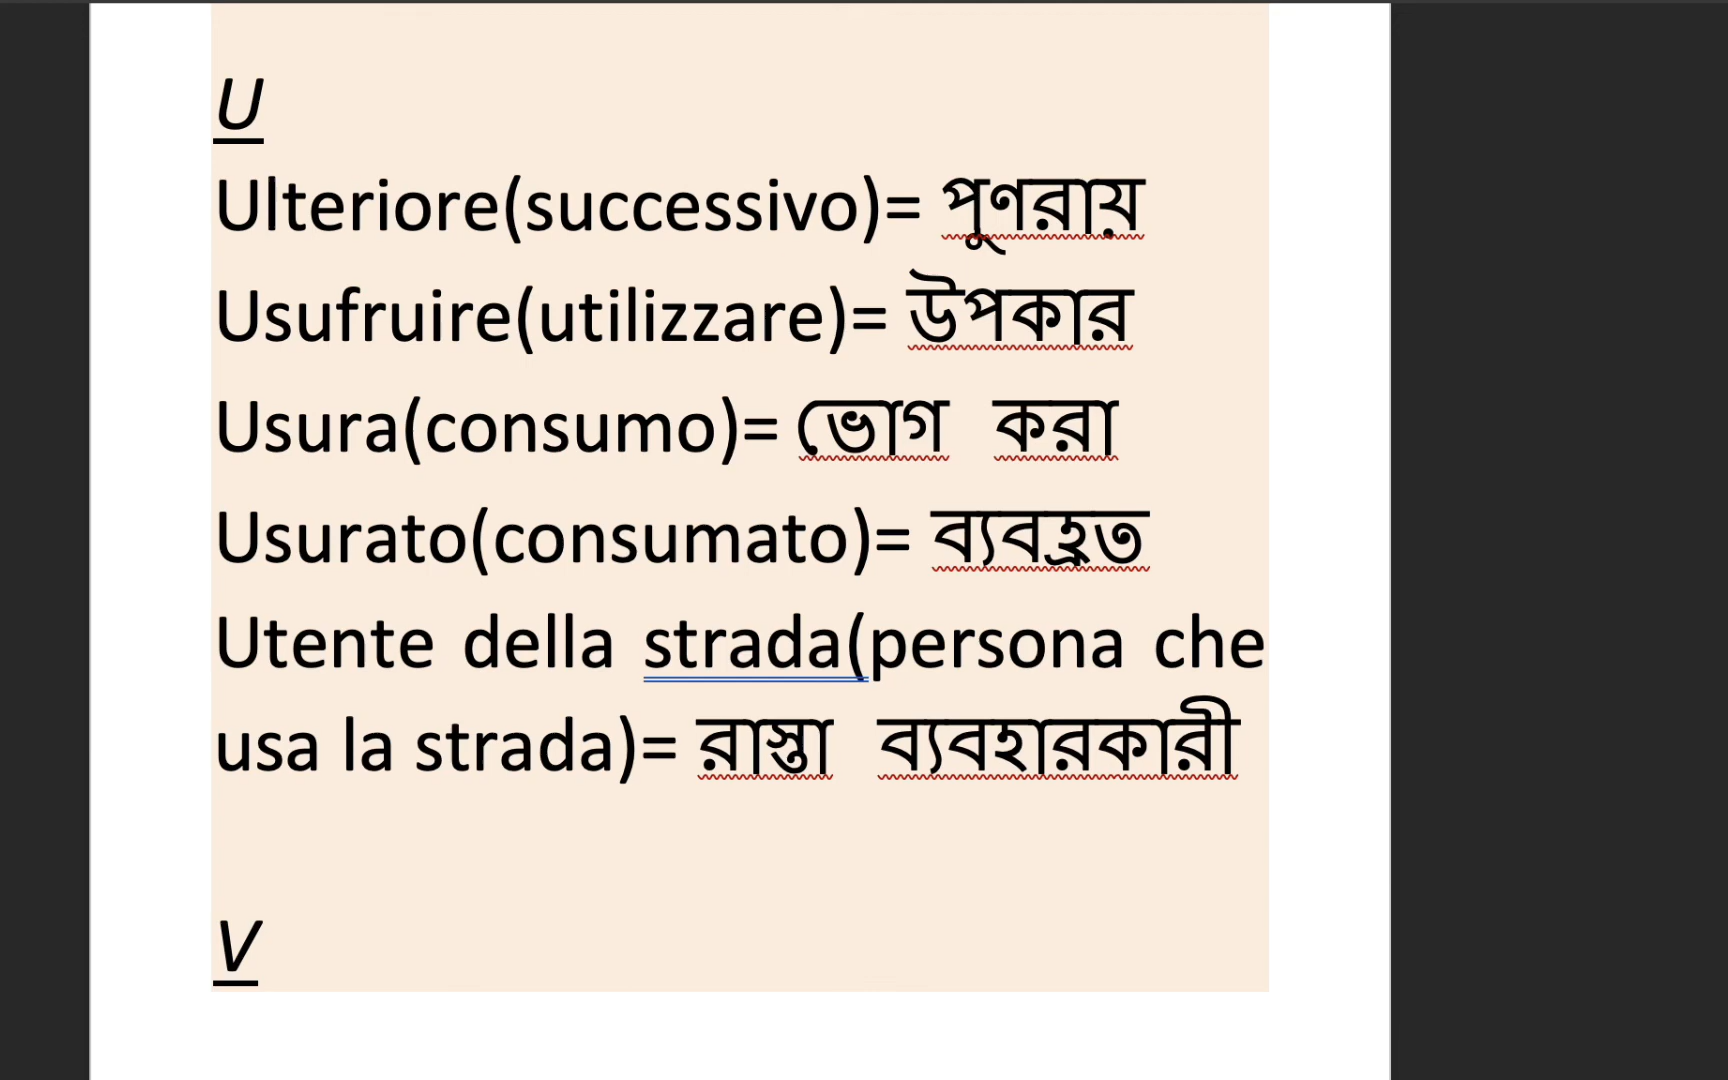 U
Ulteriore(successivo)= পুণরায়
Usufruire(utilizzare)= উপকার
Usura(consumo)= ভোগ করা
Usurato(consumato)= ব্যবহ্রত
Utente della strada(persona che
usa la strada)= রাস্তা ব্যবহারকারী
V